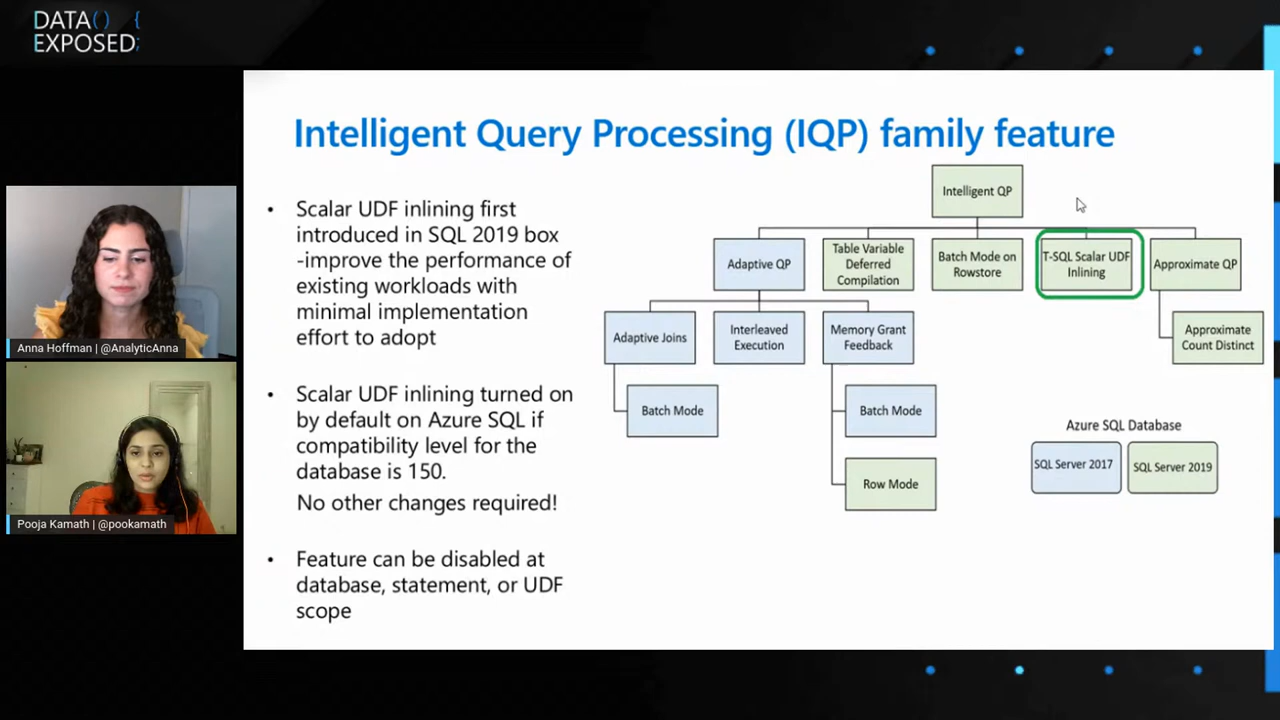 DATA() {
EXPOSED;
Intelligent Query Processing (IQP) family feature
• Scalar UDF inlining first
introduced in SQL 2019 box
-improve the performance of
existing workloads with
minimal implementation
effort to adopt
• Scalar UDF inlining turned on
by default on Azure SQL if
compatibility level for the
database is 150.
No other changes required!
• Feature can be disabled at
database, statement, or UDF
scope
Intelligent QP
Adaptive QP
Table Variable
Deferred
Compilation
Batch Mode on
Rowstore
T-SQL Scalar UDF
Inlining
Approximate QP
Adaptive Joins
Interleaved
Execution
Memory Grant
Feedback
Approximate
Count Distinct
Batch Mode
Batch Mode
Row Mode
Azure SQL Database
SQL Server 2017
SQL Server 2019
Anna Hoffman | @AnalyticAnna
Pooja Kamath | @pookamath